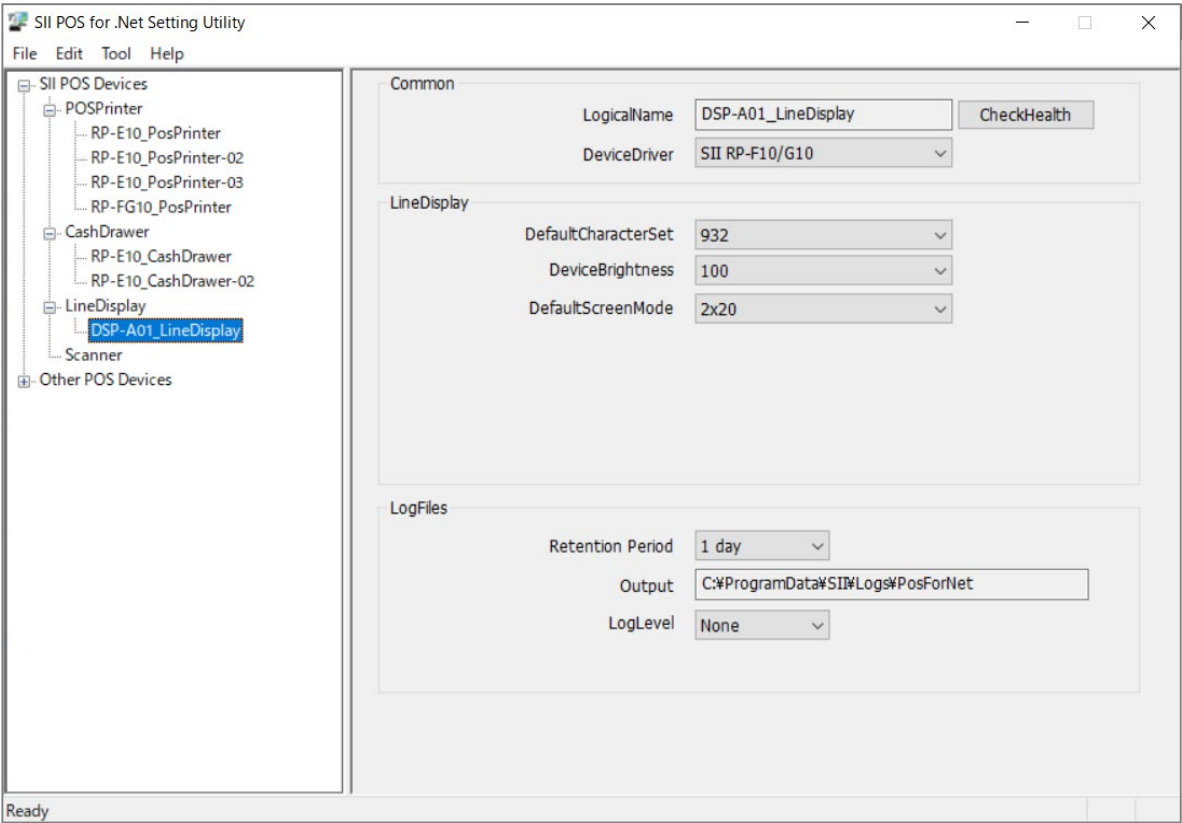 SII POS for .Net Setting Utility
File Edit Tool Help
SII POS Devices
POSPrinter
RP-E10_PosPrinter
RP-E10_PosPrinter-02
RP-E10_PosPrinter-03
RP-FG10_PosPrinter
CashDrawer
RP-E10_CashDrawer
RP-E10_CashDrawer-02
LineDisplay
DSP-A01_LineDisplay
Scanner
Other POS Devices
Common
LogicalName DSP-A01_LineDisplay CheckHealth
DeviceDriver SII RP-F10/G10
LineDisplay
DefaultCharacterSet 932
DeviceBrightness 100
DefaultScreenMode 2x20
LogFiles
Retention Period 1 day
Output C:¥ProgramData¥SII¥Logs¥PosForNet
LogLevel None
Ready